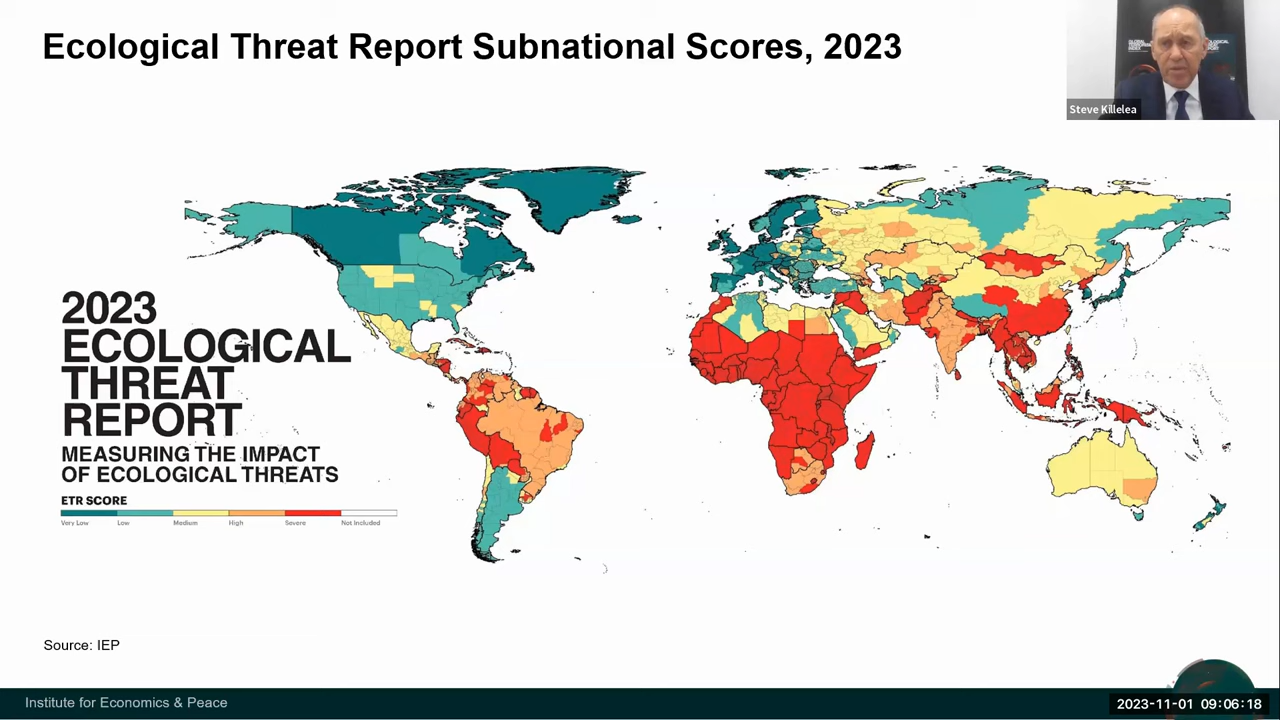 Ecological Threat Report Subnational Scores, 2023
Steve Killelea
2023
ECOLOGICAL
THREAT
REPORT
MEASURING THE IMPACT
OF ECOLOGICAL THREATS
ETR SCORE
Very Low Low Medium High Severe Not Included
Source: IEP
Institute for Economics & Peace
2023-11-01 09:06:18